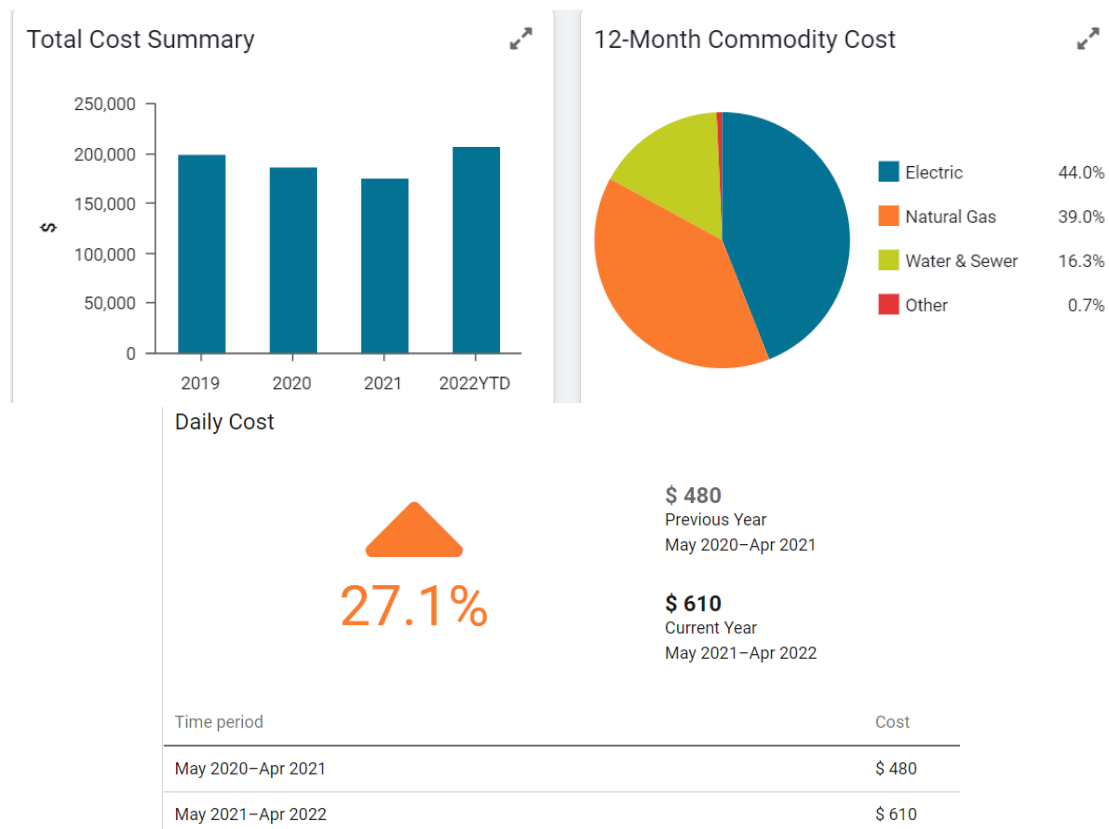 Total Cost Summary
250,000
200,000
150,000
100,000
50,000
0
$
2019 2020 2021 2022YTD
12-Month Commodity Cost
Electric 44.0%
Natural Gas 39.0%
Water & Sewer 16.3%
Other 0.7%
Daily Cost
27.1%
$ 480
Previous Year
May 2020–Apr 2021
$ 610
Current Year
May 2021–Apr 2022
Time period Cost
May 2020–Apr 2021 $ 480
May 2021–Apr 2022 $ 610